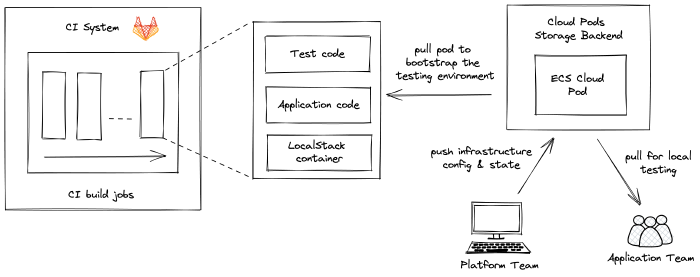 CI System
CI build jobs
Test code
Application code
LocalStack
container
pull pod to
bootstrap the
testing environment
Cloud Pods
Storage Backend
ECS Cloud
Pod
push infrastructure
config & state
pull for local
testing
Platform Team
Application Team